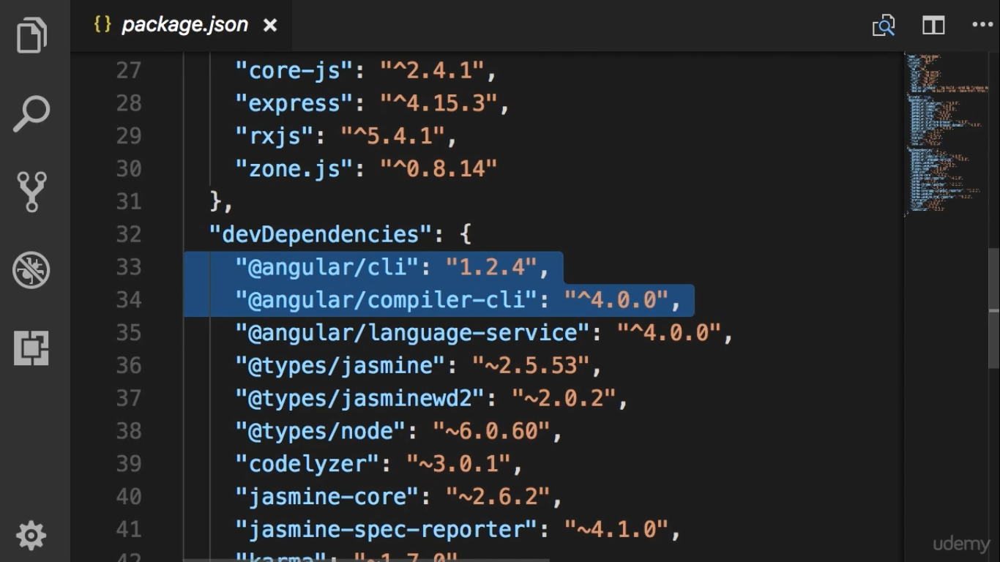 {} package.json ×
27 "core-js": "^2.4.1",
28 "express": "^4.15.3",
29 "rxjs": "^5.4.1",
30 "zone.js": "^0.8.14"
31 },
32 "devDependencies": {
33 "@angular/cli": "1.2.4",
34 "@angular/compiler-cli": "^4.0.0",
35 "@angular/language-service": "^4.0.0",
36 "@types/jasmine": "~2.5.53",
37 "@types/jasminewd2": "~2.0.2",
38 "@types/node": "~6.0.60",
39 "codelyzer": "~3.0.1",
40 "jasmine-core": "~2.6.2",
41 "jasmine-spec-reporter": "~4.1.0",
42 "karma": "~1.7.0"
udemy